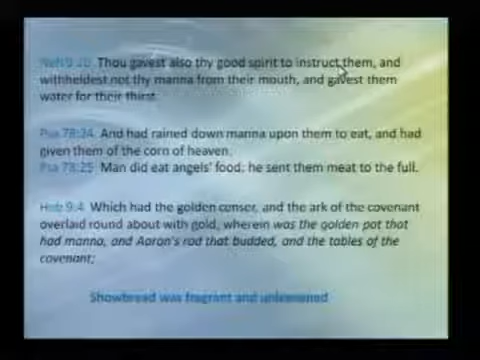 Neh 9:20 Thou gavest also thy good spirit to instruct them, and
withheldest not thy manna from their mouth, and gavest them
water for their thirst.
Psa 78:24 And had rained down manna upon them to eat, and had
given them of the corn of heaven.
Psa 78:25 Man did eat angels' food: he sent them meat to the full.
Heb 9:4 Which had the golden censer, and the ark of the covenant
overlaid round about with gold, wherein was the golden pot that
had manna, and Aaron's rod that budded, and the tables of the
covenant;
Showbread was fragrant and unleavened